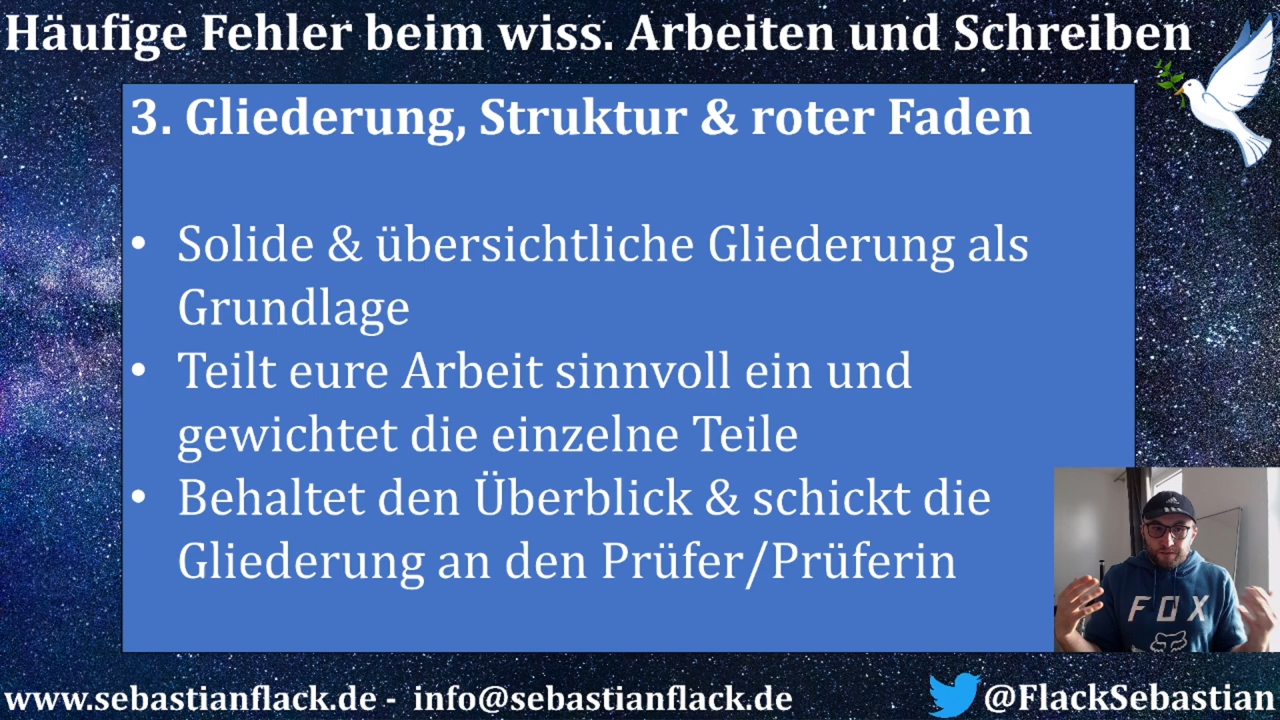 Häufige Fehler beim wiss. Arbeiten und Schreiben
3. Gliederung, Struktur & roter Faden
• Solide & übersichtliche Gliederung als
Grundlage
• Teilt eure Arbeit sinnvoll ein und
gewichtet die einzelne Teile
• Behaltet den Überblick & schickt die
Gliederung an den Prüfer/Prüferin
FOX
www.sebastianflack.de - info@sebastianflack.de
@FlackSebastian